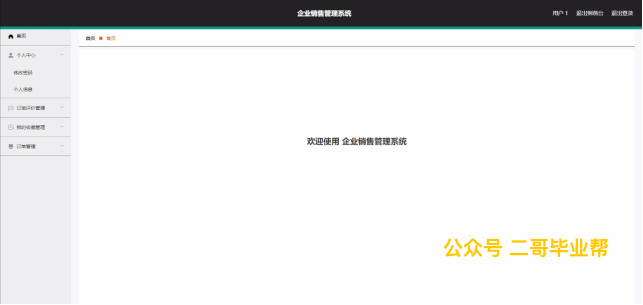 企业销售管理系统
用户 1 退出到前台 退出登录
首页
首页 首页
个人中心
修改密码
个人信息
订单评价管理
我的收藏管理
订单管理
欢迎使用 企业销售管理系统
公众号 二哥毕业帮